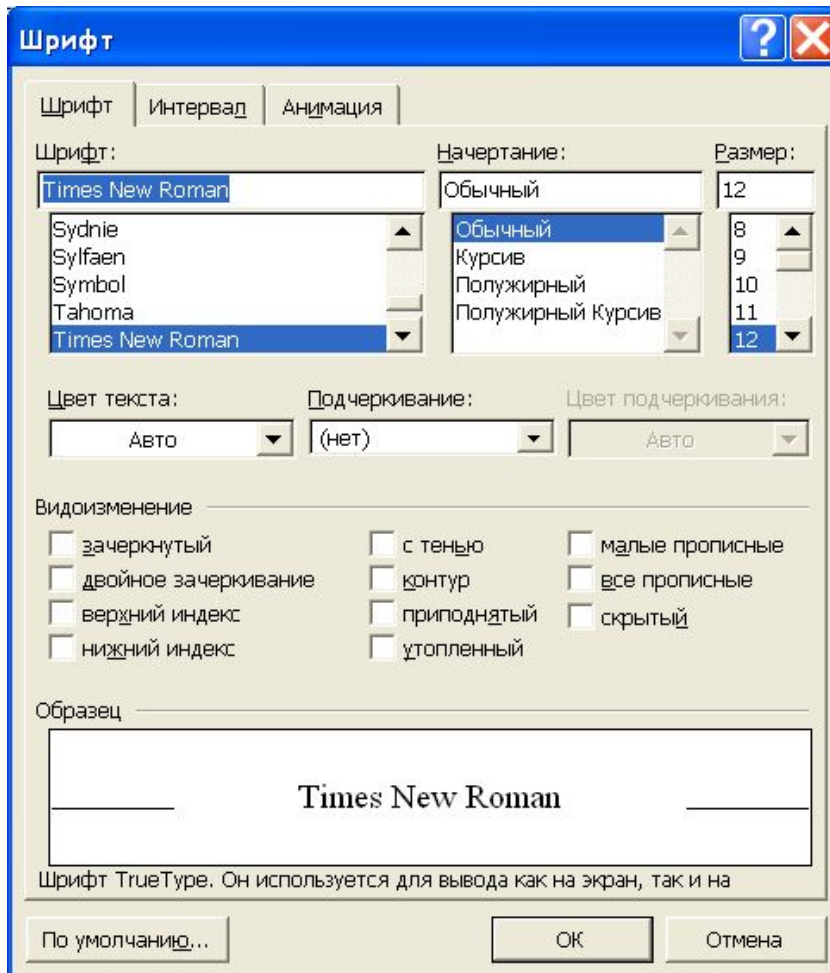 Шрифт
Шрифт Интервал Анимация
Шрифт: Начертание: Размер:
Times New Roman Обычный 12
Sydnie Обычный 8
Sylfaen Курсив 9
Symbol Полужирный 10
Tahoma Полужирный Курсив 11
Times New Roman 12
Цвет текста: Подчеркивание: Цвет подчеркивания:
Авто (нет) Авто
Видоизменение
зачеркнутый с тенью малые прописные
двойное зачеркивание контур все прописные
верхний индекс приподнятый скрытый
нижний индекс утопленный
Образец
Times New Roman
Шрифт TrueType. Он используется для вывода как на экран, так и на
По умолчанию... ОК Отмена